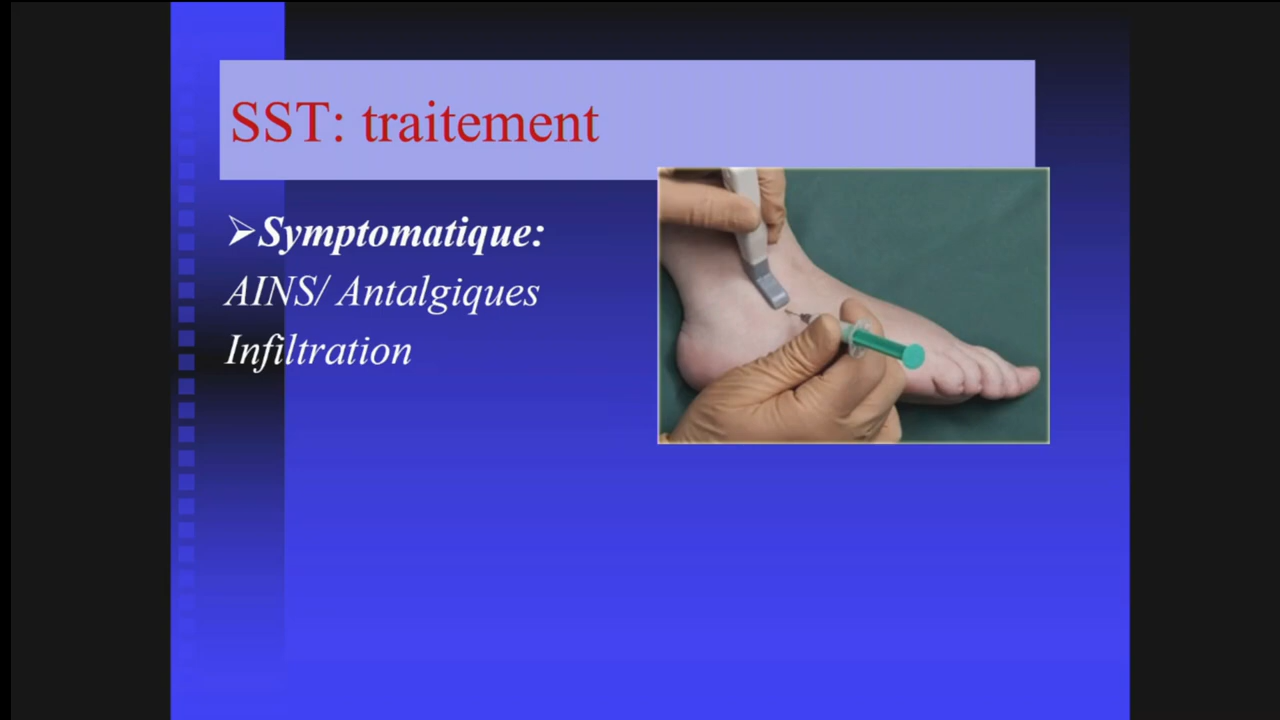 SST: traitement
➢Symptomatique:
AINS/ Antalgiques
Infiltration